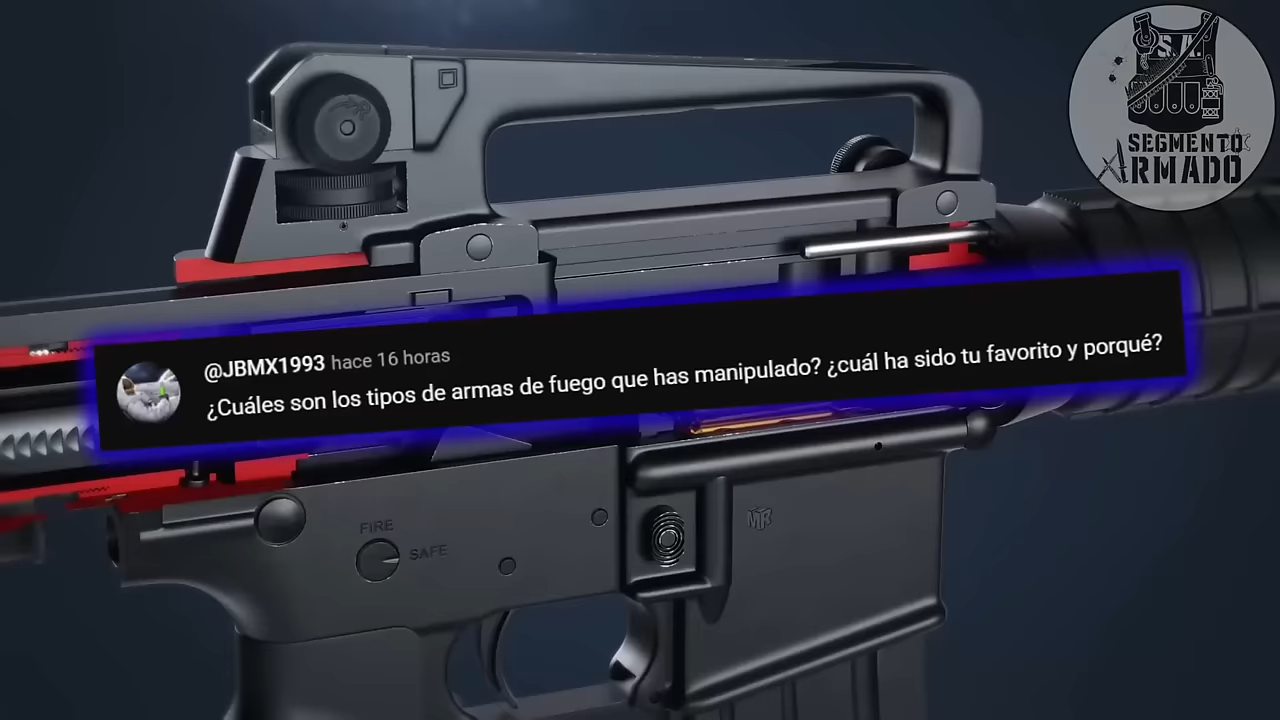 S.A.
SEGMENTO
ARMADO
@JBMX1993 hace 16 horas
¿Cuáles son los tipos de armas de fuego que has manipulado? ¿cuál ha sido tu favorito y porqué?
FIRE
SAFE
MR